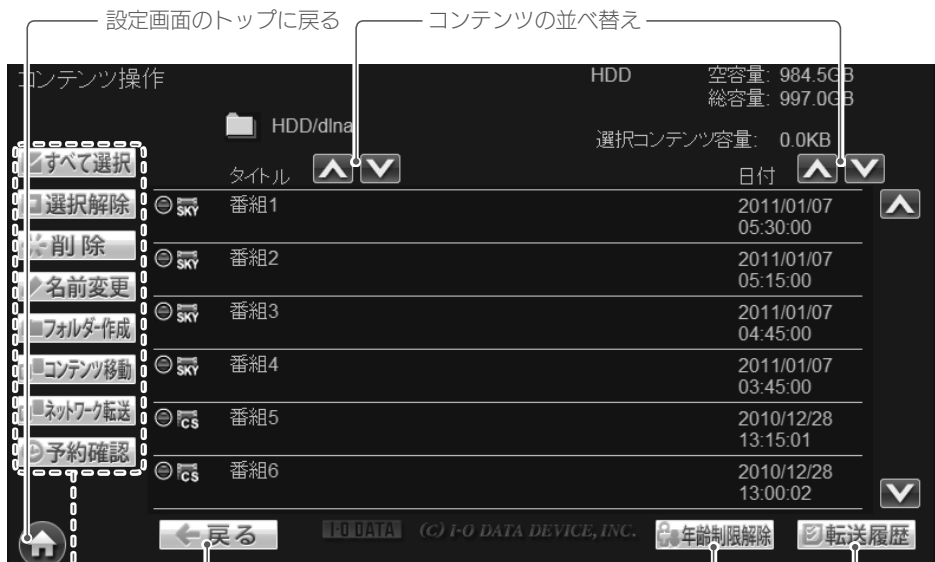 設定画面のトップに戻る
コンテンツの並べ替え
コンテンツ操作
HDD 空容量: 984.5GB
総容量: 997.0GB
HDD/dlna
選択コンテンツ容量: 0.0KB
タイトル
日付
すべて選択
選択解除
削除
名前変更
フォルダー作成
コンテンツ移動
ネットワーク転送
予約確認
SKY 番組1 2011/01/07
05:30:00
SKY 番組2 2011/01/07
05:15:00
SKY 番組3 2011/01/07
04:45:00
SKY 番組4 2011/01/07
03:45:00
CS 番組5 2010/12/28
13:15:01
CS 番組6 2010/12/28
13:00:02
戻る
I-O DATA (C) I-O DATA DEVICE, INC.
年齢制限解除
転送履歴